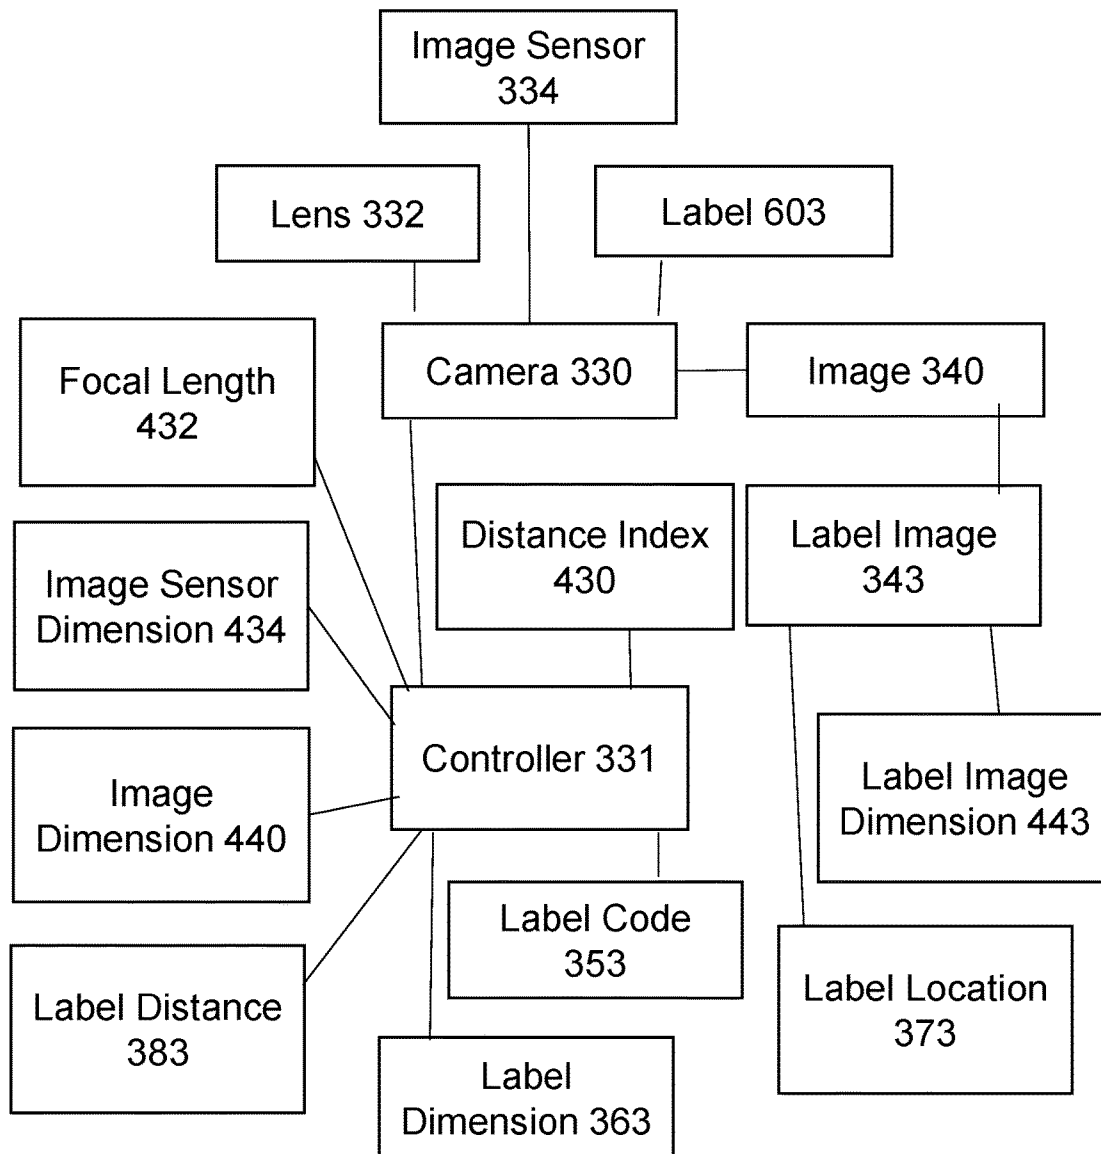 Image Sensor
334
Lens 332
Label 603
Focal Length
432
Camera 330
Image 340
Distance Index
430
Label Image
343
Image Sensor
Dimension 434
Controller 331
Image
Dimension 440
Label Image
Dimension 443
Label Code
353
Label Distance
383
Label Location
373
Label
Dimension 363